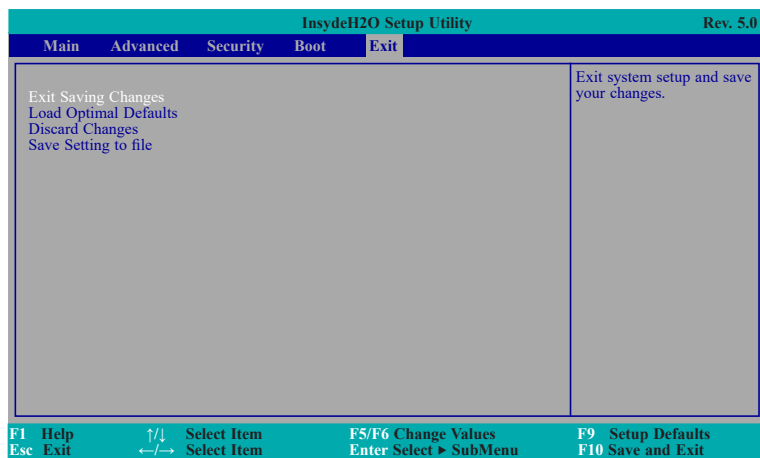 InsydeH2O Setup Utility Rev. 5.0
Main Advanced Security Boot Exit
Exit Saving Changes
Load Optimal Defaults
Discard Changes
Save Setting to file
Exit system setup and save
your changes.
F1 Help ↑/↓ Select Item F5/F6 Change Values F9 Setup Defaults
Esc Exit ←/→ Select Item Enter Select ▶ SubMenu F10 Save and Exit